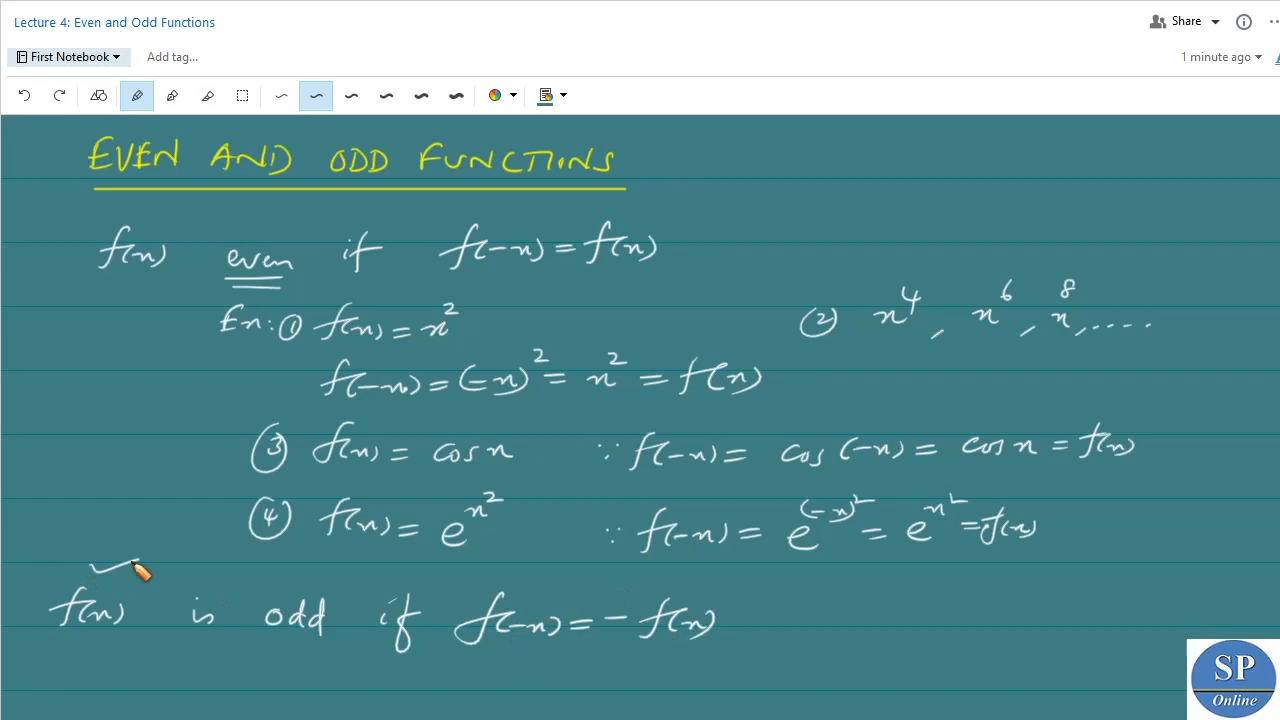 Lecture 4: Even and Odd Functions
Share
First Notebook
Add tag...
1 minute ago
EVEN AND ODD FUNCTIONS
f(x) even if f(-x) = f(x)
Ex: ① f(x) = x² ② x⁴, x⁶, x⁸, .....
f(-x) = (-x)² = x² = f(x)
③ f(x) = cos x ∵ f(-x) = cos(-x) = cos x = f(x)
④ f(x) = e^x² ∵ f(-x) = e^(-x)² = e^x² = f(x)
f(x) is odd if f(-x) = - f(x)
SP
Online